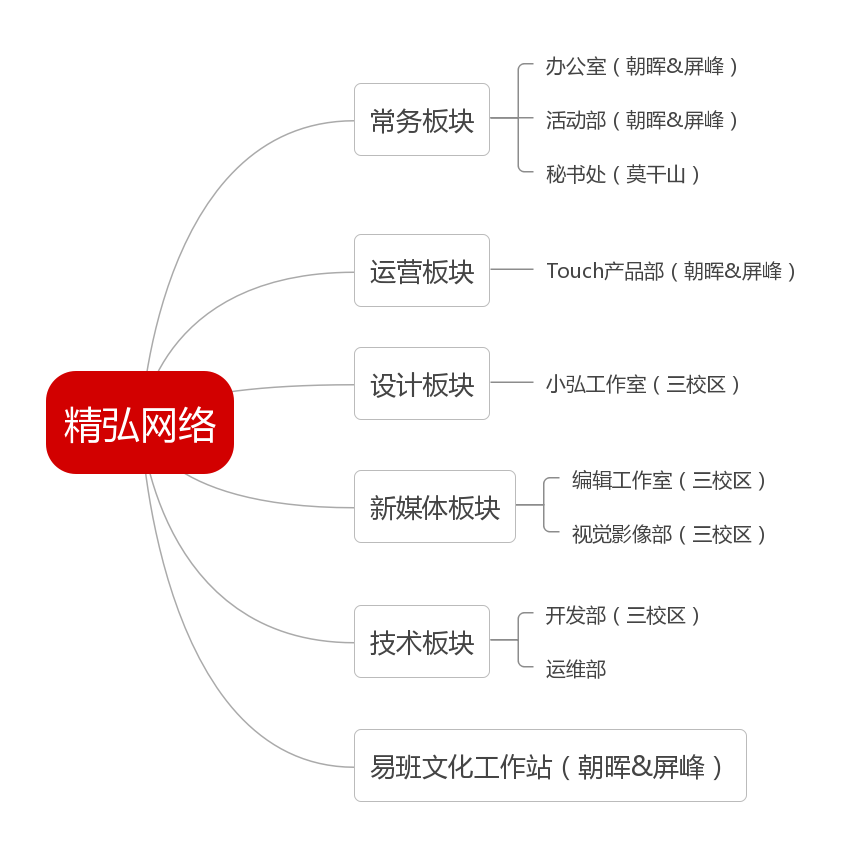 精弘网络
常务板块
办公室（朝晖&屏峰）
活动部（朝晖&屏峰）
秘书处（莫干山）
运营板块
Touch产品部（朝晖&屏峰）
设计板块
小弘工作室（三校区）
新媒体板块
编辑工作室（三校区）
视觉影像部（三校区）
技术板块
开发部（三校区）
运维部
易班文化工作站（朝晖&屏峰）